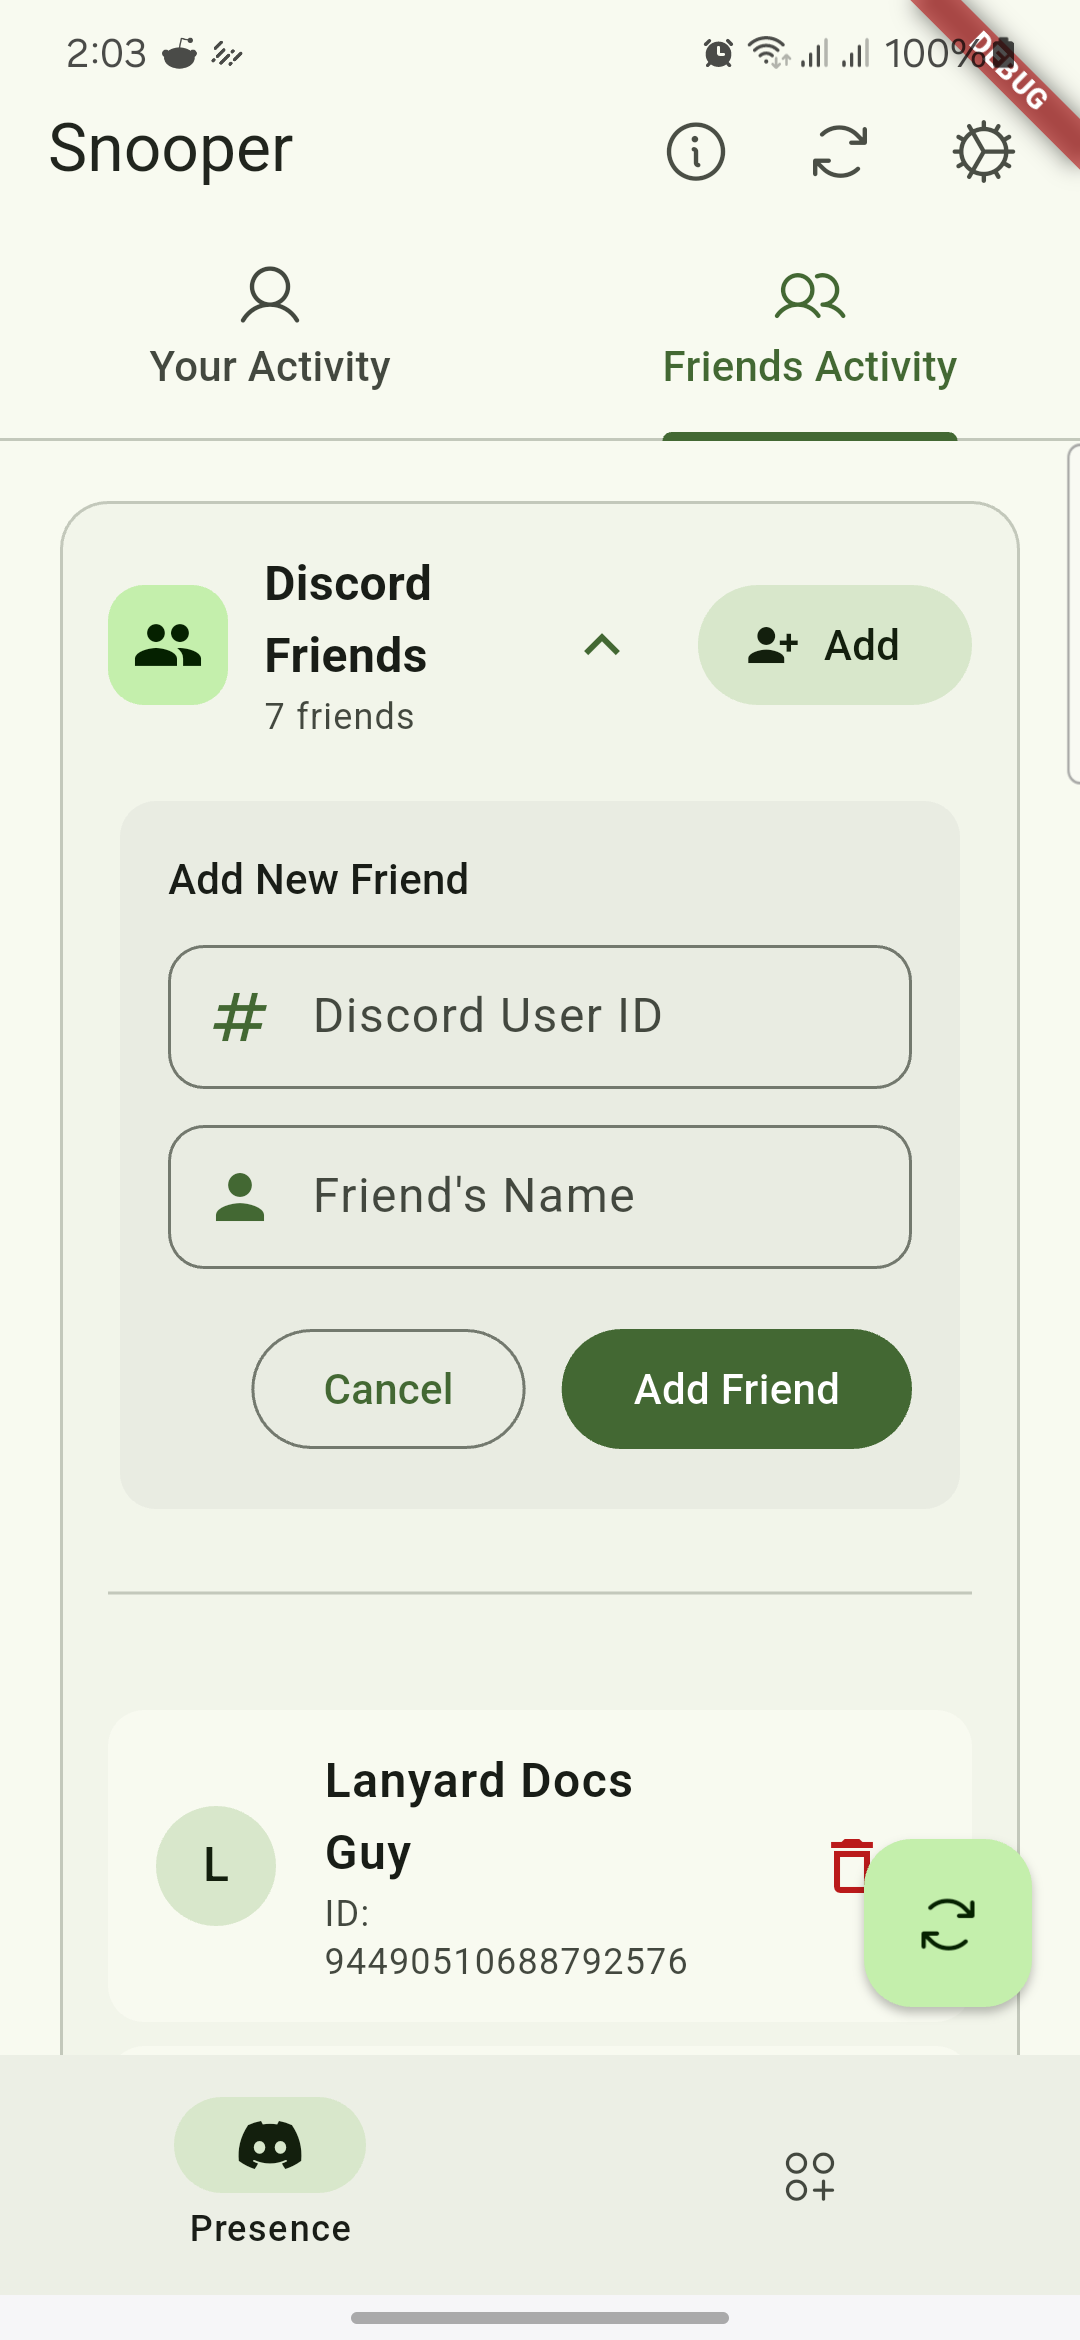 2:03
100%
DEBUG
Snooper
Your Activity
Friends Activity
Discord
Friends
7 friends
Add
Add New Friend
Discord User ID
Friend's Name
Cancel
Add Friend
L
Lanyard Docs
Guy
ID:
94490510688792576
Presence